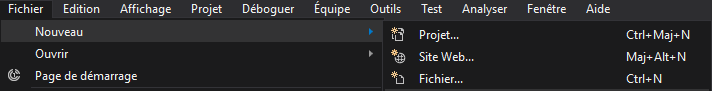 Fichier Edition Affichage Projet Déboguer Équipe Outils Test Analyser Fenêtre Aide
Nouveau Projet... Ctrl+Maj+N
Ouvrir Site Web... Maj+Alt+N
Page de démarrage Fichier... Ctrl+N